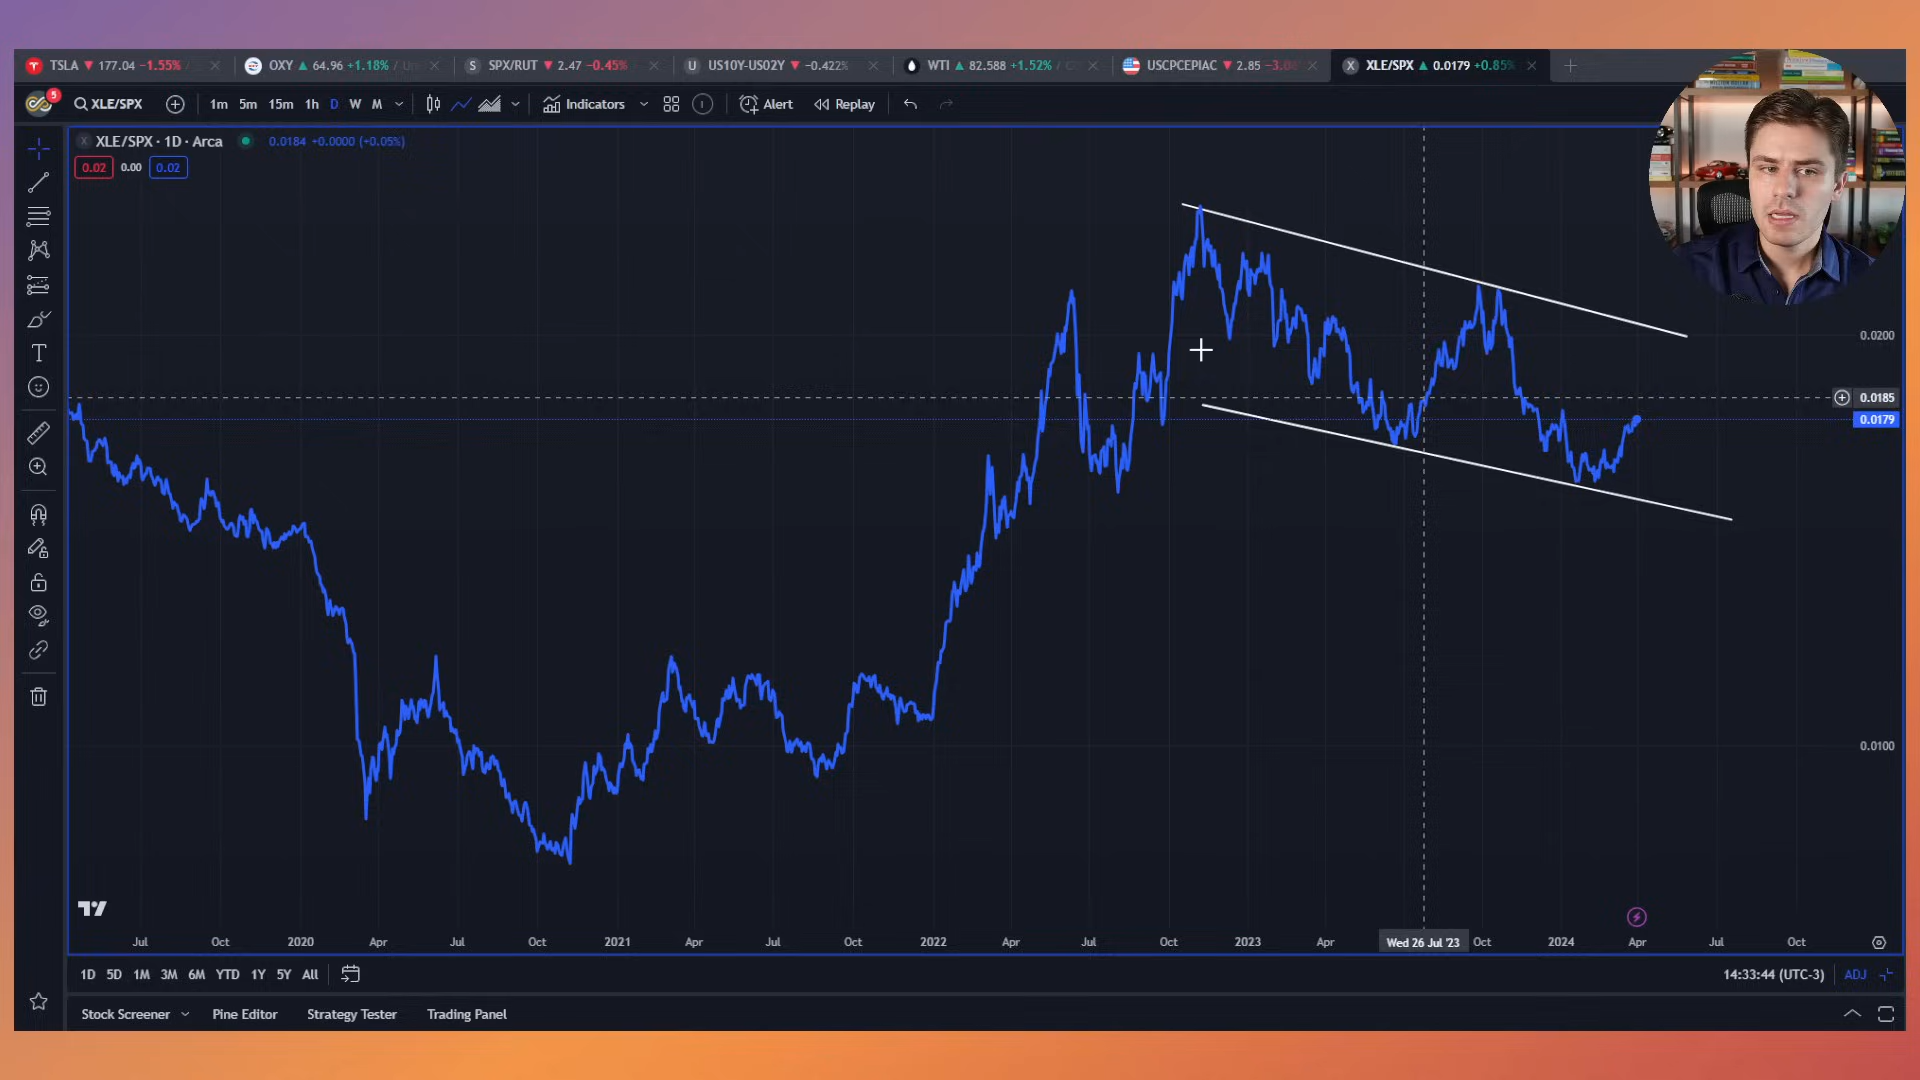 TSLA 177.04 −1.55%
OXY 64.96 +1.18%
S SPX/RUT 2.47 −0.45%
U US10Y-US02Y −0.422%
WTI 82.588 +1.52%
USCPCEPIAC 2.85
X XLE/SPX 0.0179 +0.85%
5
XLE/SPX 1m 5m 15m 1h D W M Indicators Alert Replay
X XLE/SPX · 1D · Arca 0.0184 +0.0000 (+0.05%)
0.02 0.00 0.02
0.0200
0.0185
0.0179
0.0100
Jul Oct 2020 Apr Jul Oct 2021 Apr Jul Oct 2022 Apr Jul Oct 2023 Apr Wed 26 Jul '23 Oct 2024 Apr Jul Oct
1D 5D 1M 3M 6M YTD 1Y 5Y All 14:33:44 (UTC-3) ADJ
Stock Screener Pine Editor Strategy Tester Trading Panel